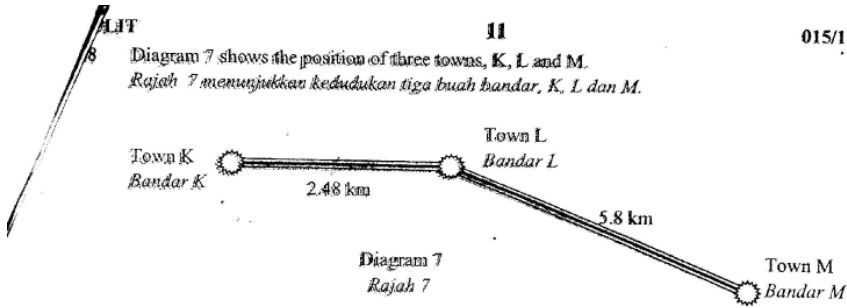 ULIT
11
015/1
8 Diagram 7 shows the position of three towns, K, L and M.
Rajah 7 menunjukkan kedudukan tiga buah bandar, K, L dan M.
Town K
Bandar K
2.48 km
Town L
Bandar L
5.8 km
Town M
Bandar M
Diagram 7
Rajah 7